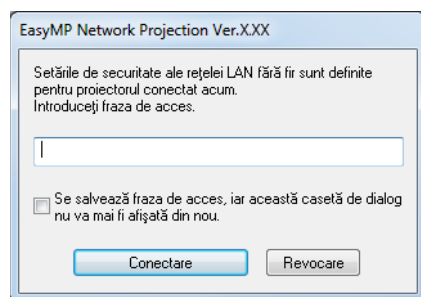 EasyMP Network Projection Ver.X.XX
Setările de securitate ale rețelei LAN fără fir sunt definite
pentru proiectorul conectat acum.
Introduceți fraza de acces.
Se salvează fraza de acces, iar această casetă de dialog
nu va mai fi afișată din nou.
Conectare
Revocare